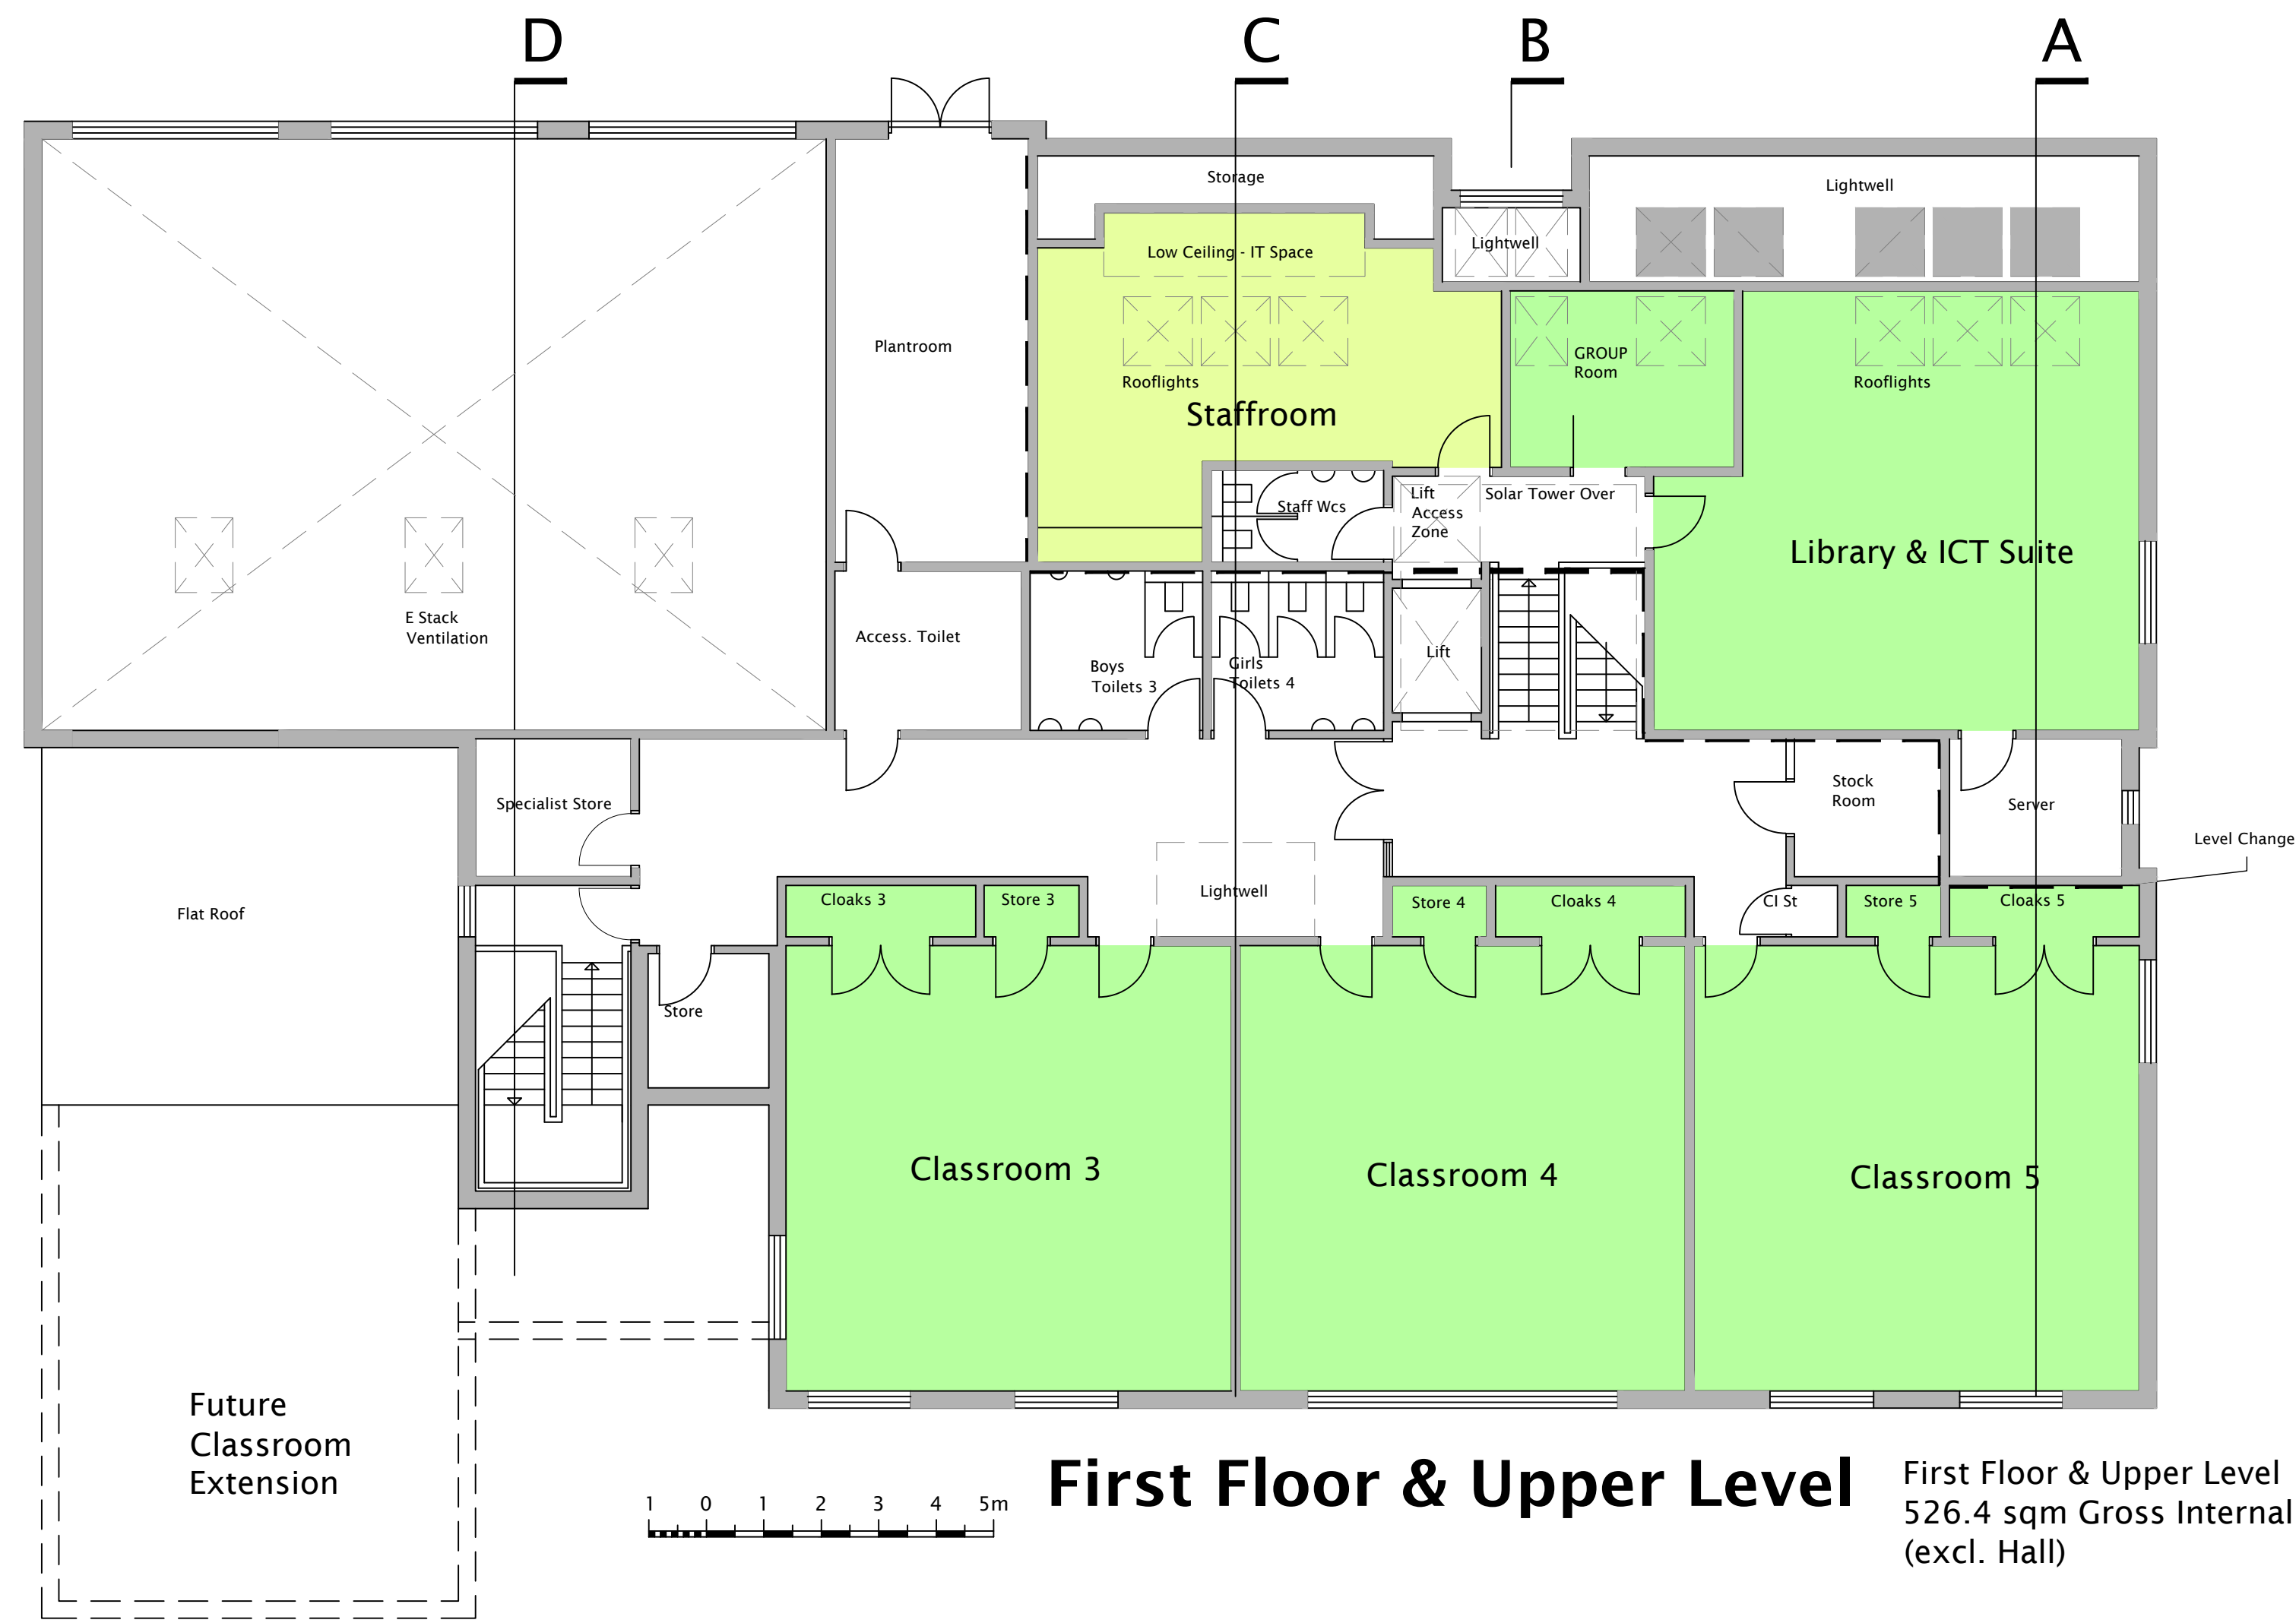 D
C
B
A
Storage
Lightwell
Lightwell
Low Ceiling - IT Space
Plantroom
GROUP
Room
Rooflights
Rooflights
Staffroom
Lift
Access
Zone
Solar Tower Over
Staff Wcs
Library & ICT Suite
E Stack
Ventilation
Access. Toilet
Boys
Toilets 3
Girls
Toilets 4
Lift
Specialist Store
Stock
Room
Server
Level Change
Flat Roof
Cloaks 3
Store 3
Lightwell
Store 4
Cloaks 4
Cl St
Store 5
Cloaks 5
Store
Classroom 3
Classroom 4
Classroom 5
Future
Classroom
Extension
1 0 1 2 3 4 5m
First Floor & Upper Level
First Floor & Upper Level
526.4 sqm Gross Internal
(excl. Hall)